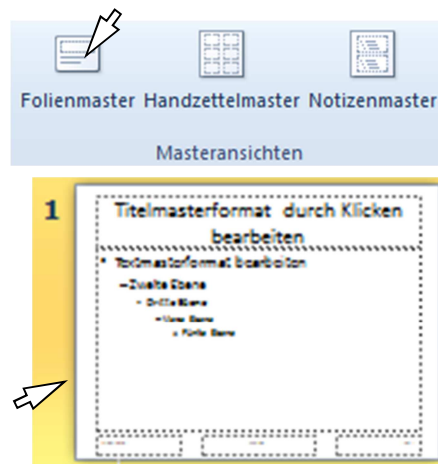 Folienmaster Handzettelmaster Notizenmaster
Masteransichten
1
Titelmasterformat durch Klicken
bearbeiten
Textmasterformat bearbeiten
Zweite Ebene
Dritte Ebene
Vierte Ebene
Fünfte Ebene